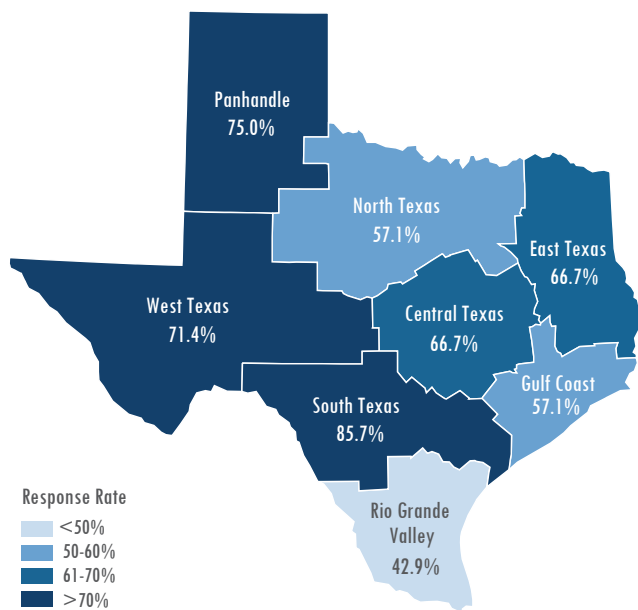 Panhandle
75.0%
North Texas
57.1%
East Texas
66.7%
West Texas
71.4%
Central Texas
66.7%
Gulf Coast
57.1%
South Texas
85.7%
Rio Grande
Valley
42.9%
Response Rate
<50%
50-60%
61-70%
>70%